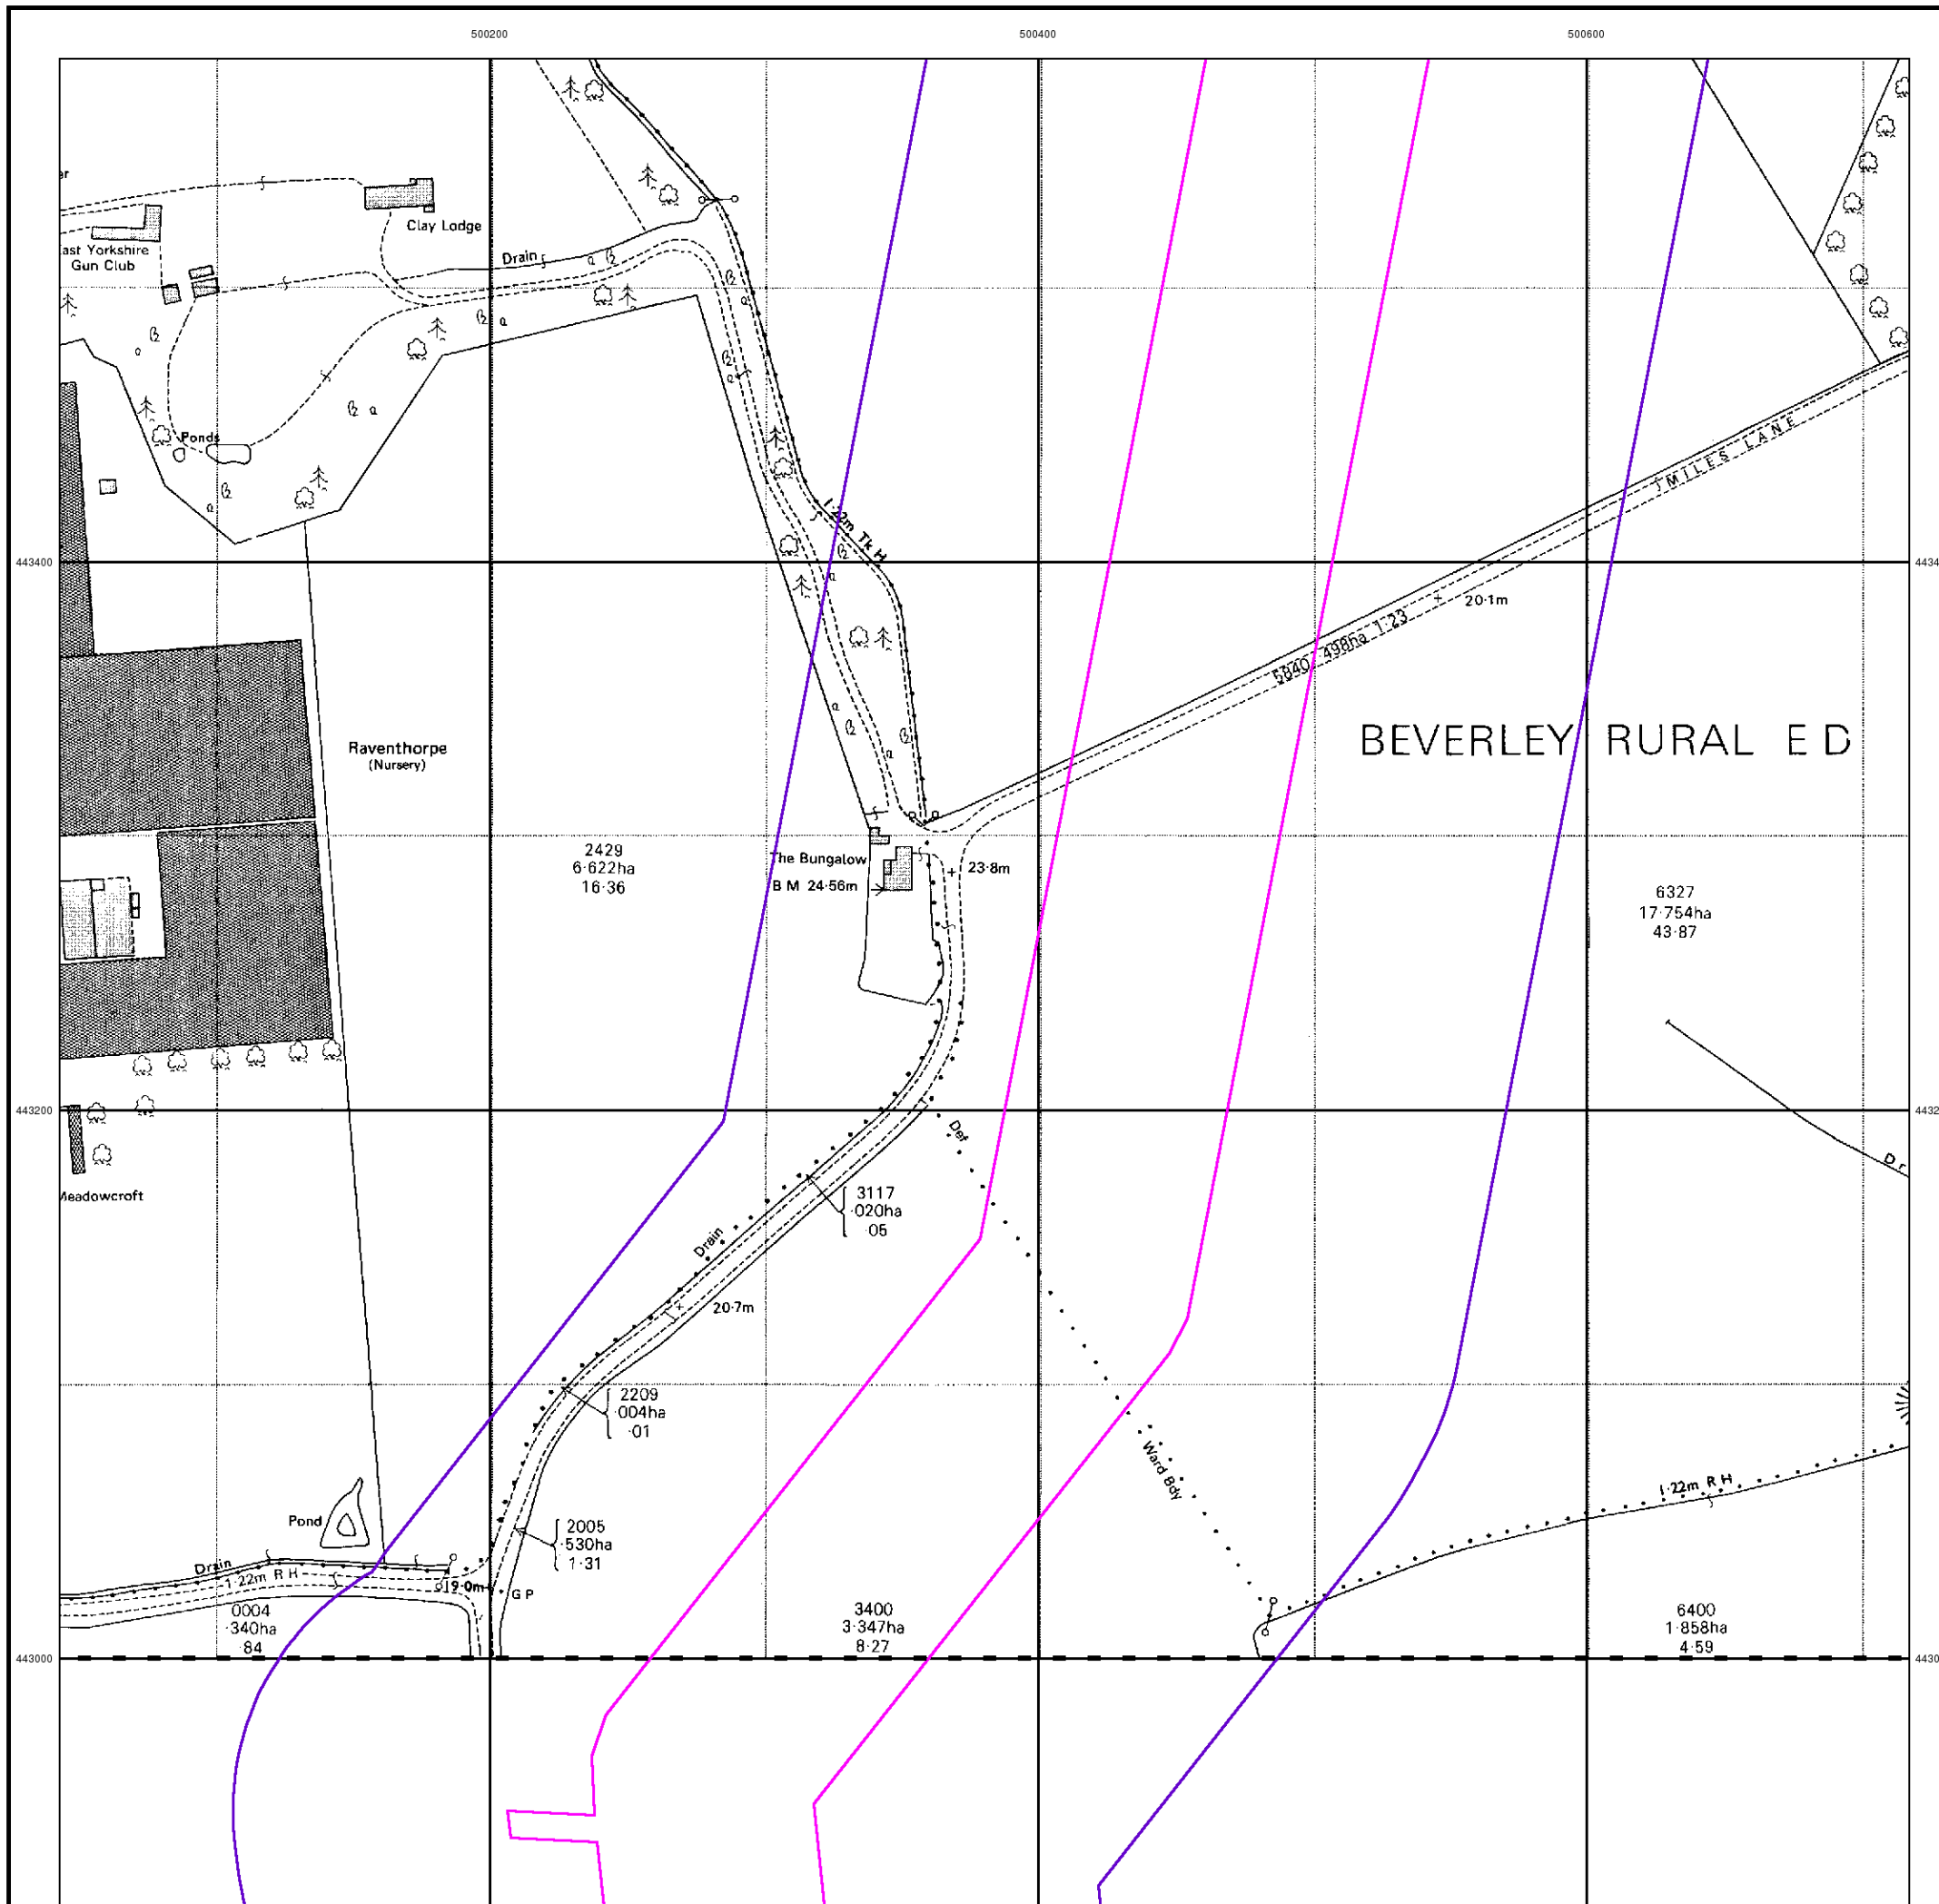 500200
500400
500600
Clay Lodge
Yorkshire
Gun Club
Drain
Ponds
1·22m Tk H
MILES LANE
443400
20·1m
5840 ·498ha 1·23
BEVERLEY RURAL E D
Raventhorpe
(Nursery)
2429
6·622ha
16·36
The Bungalow
B M 24·56m
23·8m
6327
17·754ha
43·87
443200
Def
3117
·020ha
·05
Drain
20·7m
2209
·004ha
·01
Ward Bdy
1·22m R H
Pond
2005
·530ha
1·31
Drain
1·22m R H
19·0m
G P
0004
·340ha
·84
3400
3·347ha
8·27
6400
1·858ha
4·59
443000